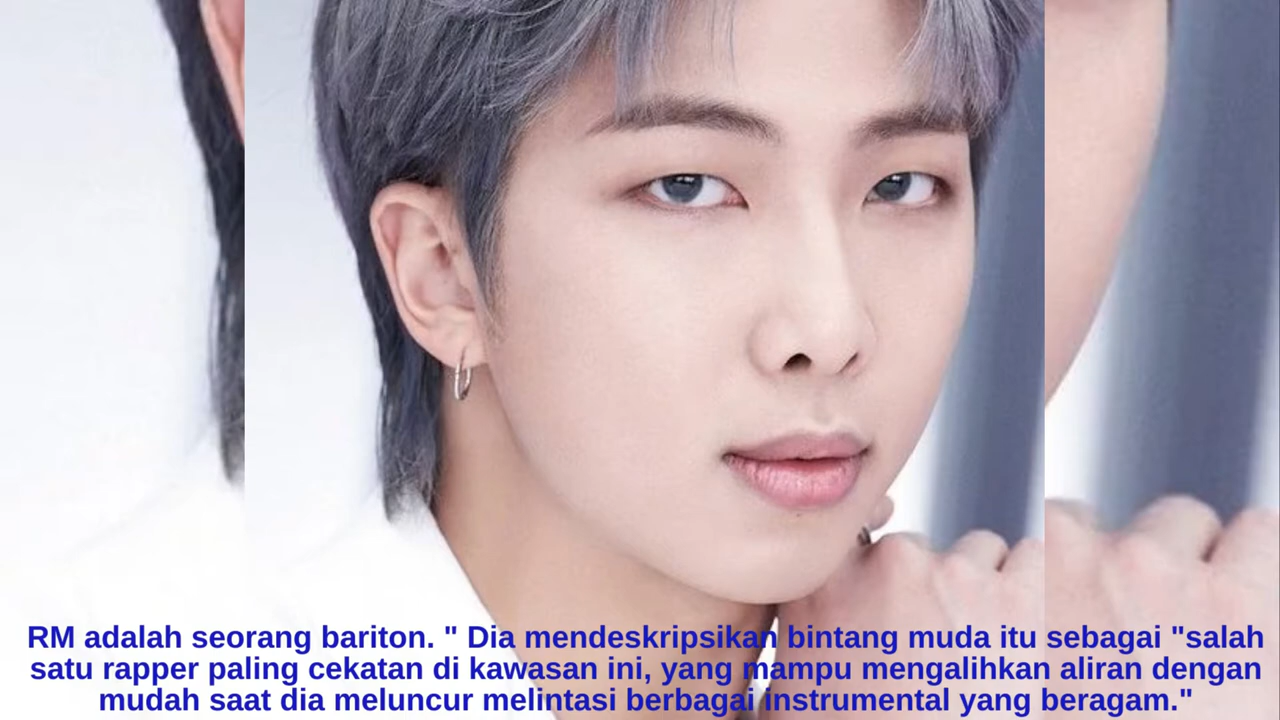 RM adalah seorang bariton. " Dia mendeskripsikan bintang muda itu sebagai "salah
satu rapper paling cekatan di kawasan ini, yang mampu mengalihkan aliran dengan
mudah saat dia meluncur melintasi berbagai instrumental yang beragam."